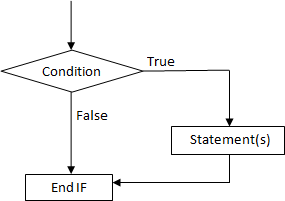 Condition
True
False
Statement(s)
End IF